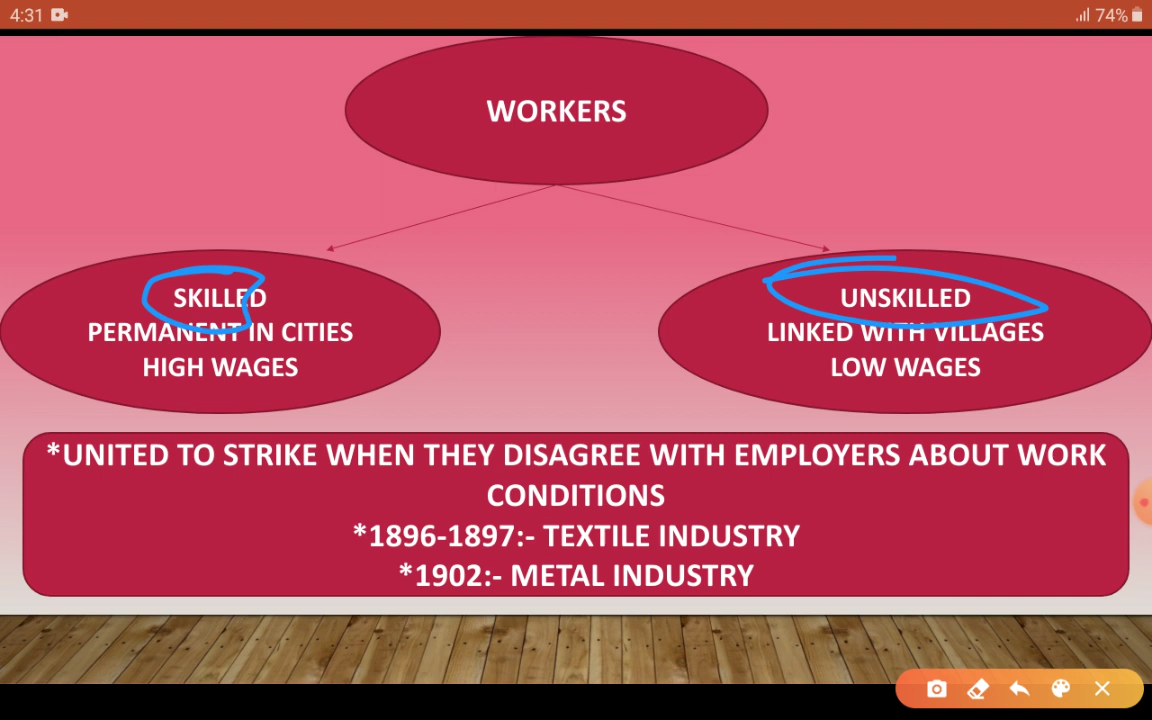 4:31
74%
WORKERS
SKILLED
PERMANENT IN CITIES
HIGH WAGES
UNSKILLED
LINKED WITH VILLAGES
LOW WAGES
*UNITED TO STRIKE WHEN THEY DISAGREE WITH EMPLOYERS ABOUT WORK
CONDITIONS
*1896-1897:- TEXTILE INDUSTRY
*1902:- METAL INDUSTRY